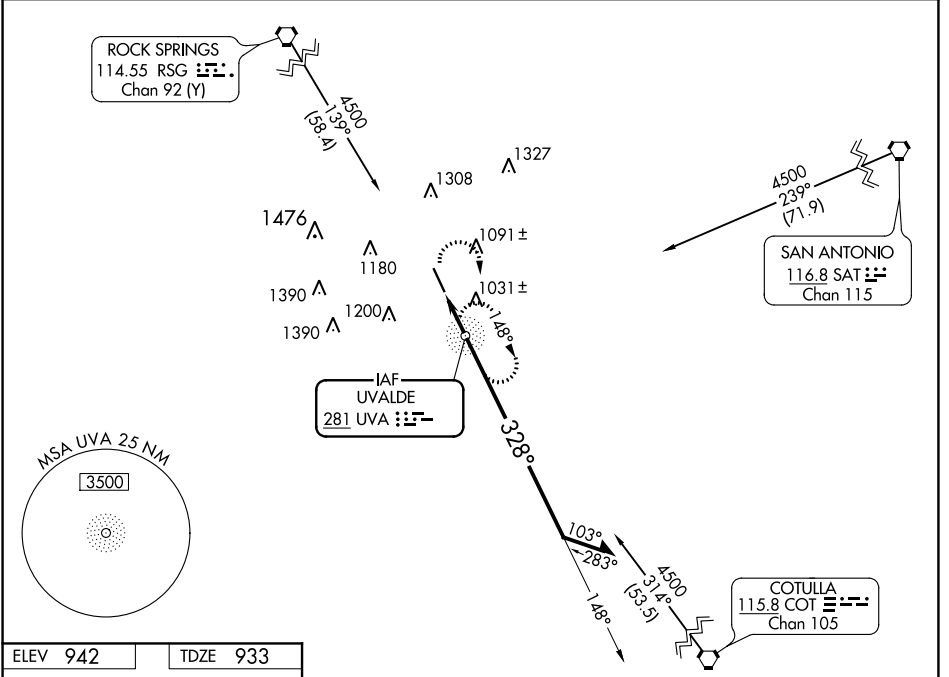 ROCK SPRINGS
114.55 RSG
Chan 92 (Y)
4500
139°
(58.4)
1327
1308
4500
239°
(71.9)
1476
1091 ±
1180
SAN ANTONIO
116.8 SAT
Chan 115
1390
1031 ±
1200
1390
148°
IAF
UVALDE
281 UVA
328°
MSA UVA 25 NM
3500
103°
283°
4500
314°
(53.5)
148°
COTULLA
115.8 COT
Chan 105
ELEV 942
TDZE 933